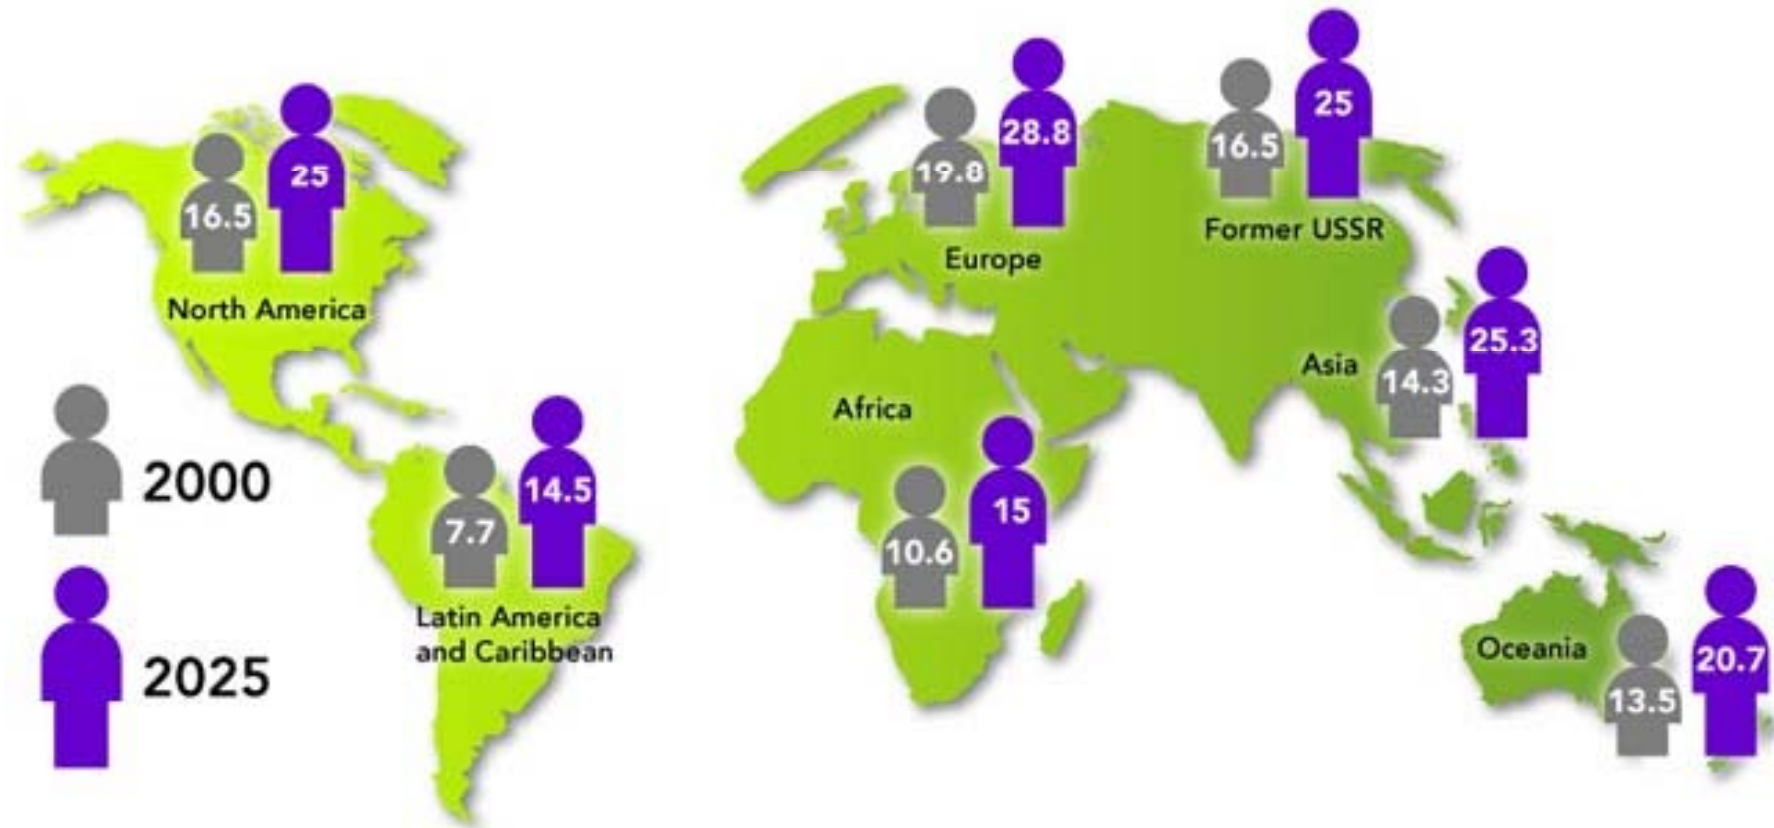 16.5
25
North America
2000
2025
7.7
14.5
Latin America
and Caribbean
19.8
28.8
Europe
16.5
25
Former USSR
Asia
14.3
25.3
Africa
10.6
15
Oceania
13.5
20.7